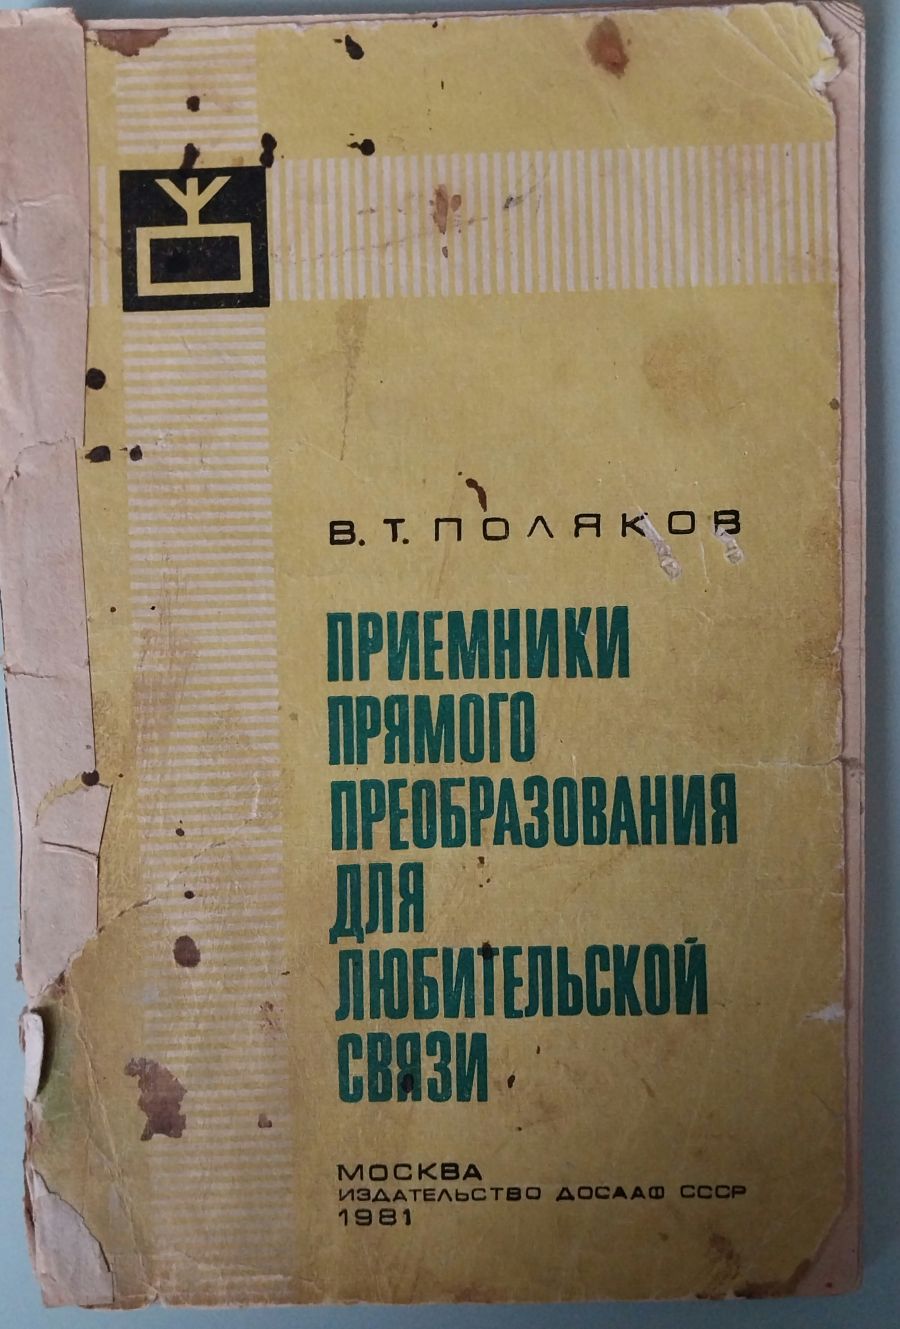 В. Т. ПОЛЯКОВ
ПРИЕМНИКИ
ПРЯМОГО
ПРЕОБРАЗОВАНИЯ
ДЛЯ
ЛЮБИТЕЛЬСКОЙ
СВЯЗИ
МОСКВА
ИЗДАТЕЛЬСТВО ДОСААФ СССР
1981